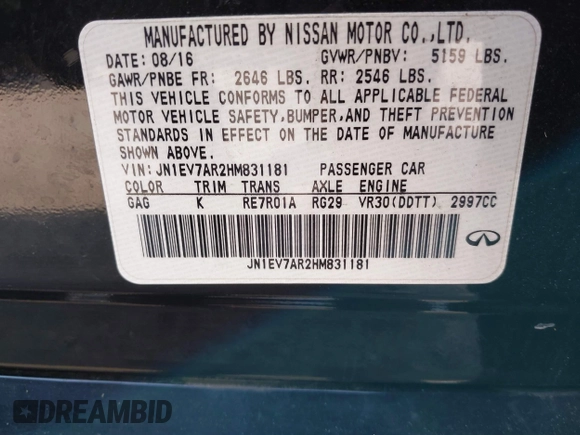 MANUFACTURED BY NISSAN MOTOR CO.,LTD.
DATE: 08/16 GVWR/PNBV: 5159 LBS.
GAWR/PNBE FR: 2646 LBS. RR: 2546 LBS.
THIS VEHICLE CONFORMS TO ALL APPLICABLE FEDERAL
MOTOR VEHICLE SAFETY,BUMPER,AND THEFT PREVENTION
STANDARDS IN EFFECT ON THE DATE OF MANUFACTURE
SHOWN ABOVE.
VIN: JN1EV7AR2HM831181 PASSENGER CAR
COLOR TRIM TRANS AXLE ENGINE
GAG K RE7R01A RG29 VR30(DDTT) 2997CC
JN1EV7AR2HM831181
DREAMBID